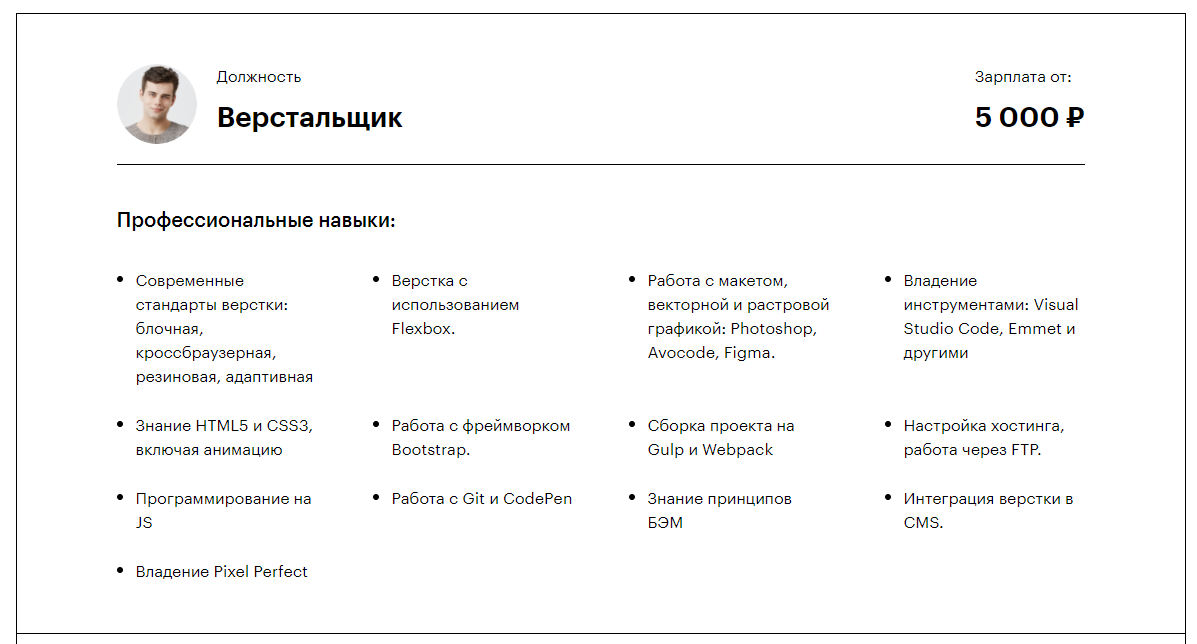 Должность
Верстальщик
Зарплата от:
5 000 ₽
Профессиональные навыки:
Современные
стандарты верстки:
блочная,
кроссбраузерная,
резиновая, адаптивная
Верстка с
использованием
Flexbox.
Работа с макетом,
векторной и растровой
графикой: Photoshop,
Avocode, Figma.
Владение
инструментами: Visual
Studio Code, Emmet и
другими
Знание HTML5 и CSS3,
включая анимацию
Работа с фреймворком
Bootstrap.
Сборка проекта на
Gulp и Webpack
Настройка хостинга,
работа через FTP.
Программирование на
JS
Работа с Git и CodePen
Знание принципов
БЭМ
Интеграция верстки в
CMS.
Владение Pixel Perfect